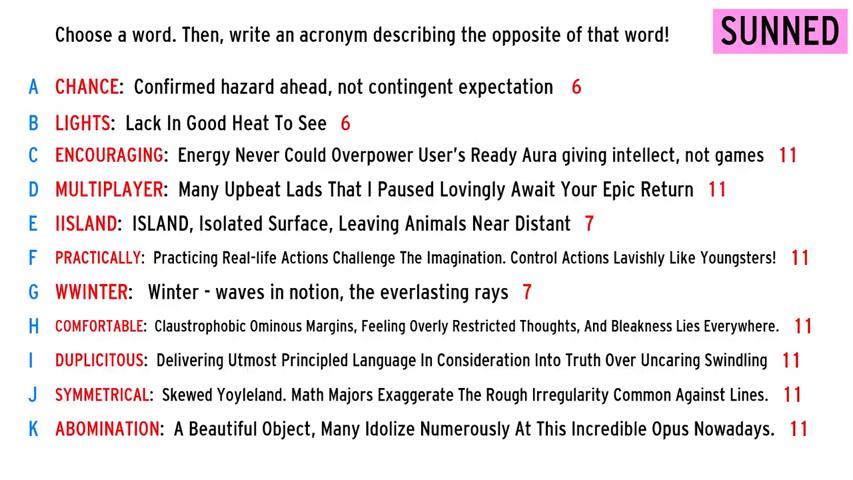 Choose a word. Then, write an acronym describing the opposite of that word!
SUNNED
A CHANCE: Confirmed hazard ahead, not contingent expectation 6
B LIGHTS: Lack In Good Heat To See 6
C ENCOURAGING: Energy Never Could Overpower User's Ready Aura giving intellect, not games 11
D MULTIPLAYER: Many Upbeat Lads That I Paused Lovingly Await Your Epic Return 11
E IISLAND: ISLAND, Isolated Surface, Leaving Animals Near Distant 7
F PRACTICALLY: Practicing Real-life Actions Challenge The Imagination. Control Actions Lavishly Like Youngsters! 11
G WWINTER: Winter - waves in notion, the everlasting rays 7
H COMFORTABLE: Claustrophobic Ominous Margins, Feeling Overly Restricted Thoughts, And Bleakness Lies Everywhere. 11
I DUPLICITOUS: Delivering Utmost Principled Language In Consideration Into Truth Over Uncaring Swindling 11
J SYMMETRICAL: Skewed Yoyleland. Math Majors Exaggerate The Rough Irregularity Common Against Lines. 11
K ABOMINATION: A Beautiful Object, Many Idolize Numerously At This Incredible Opus Nowadays. 11